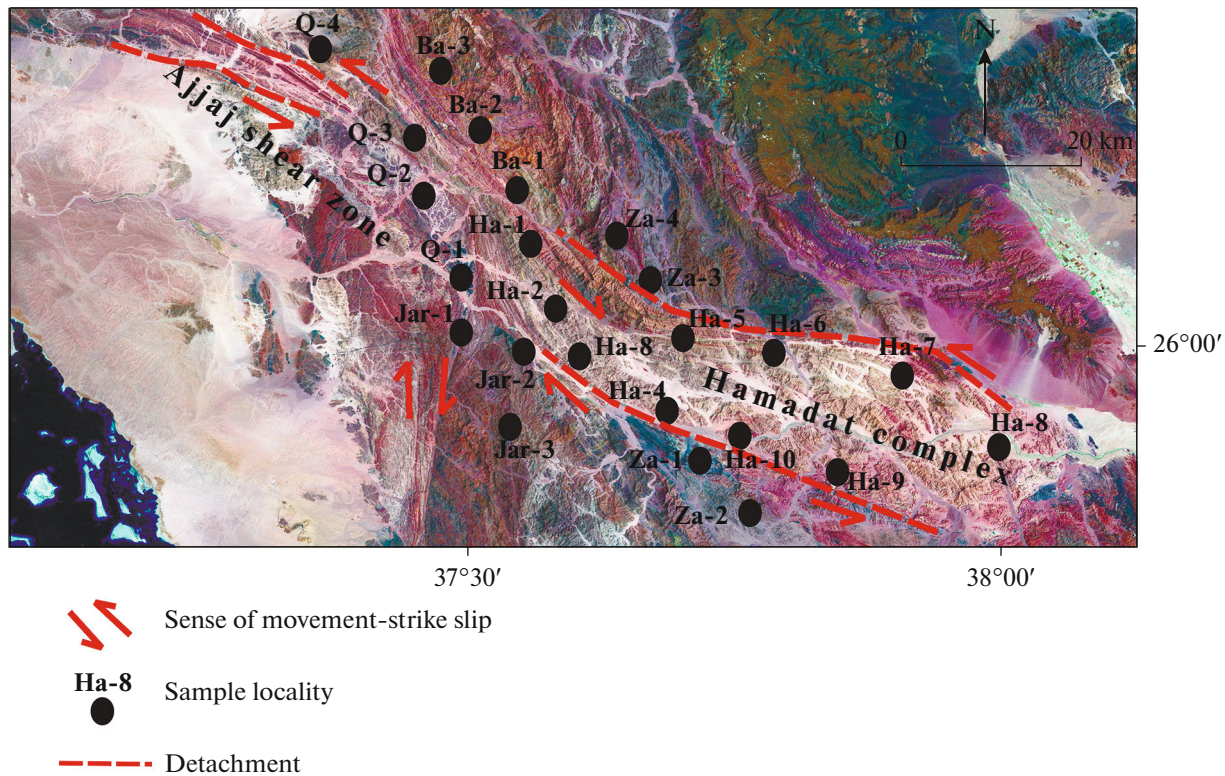 Q-4
Ba-3
N
Ajjaj shear zone
Ba-2
Q-3
0 20 km
Ba-1
Q-2
Ha-1
Za-4
Q-1
Za-3
Ha-2
Jar-1
Ha-5
Ha-6
26°00′
Ha-8
Ha-7
Jar-2
Ha-4
Hamadat complex
Ha-8
Jar-3
Za-1
Ha-10
Ha-9
Za-2
37°30′
38°00′
Sense of movement-strike slip
Ha-8
Sample locality
Detachment